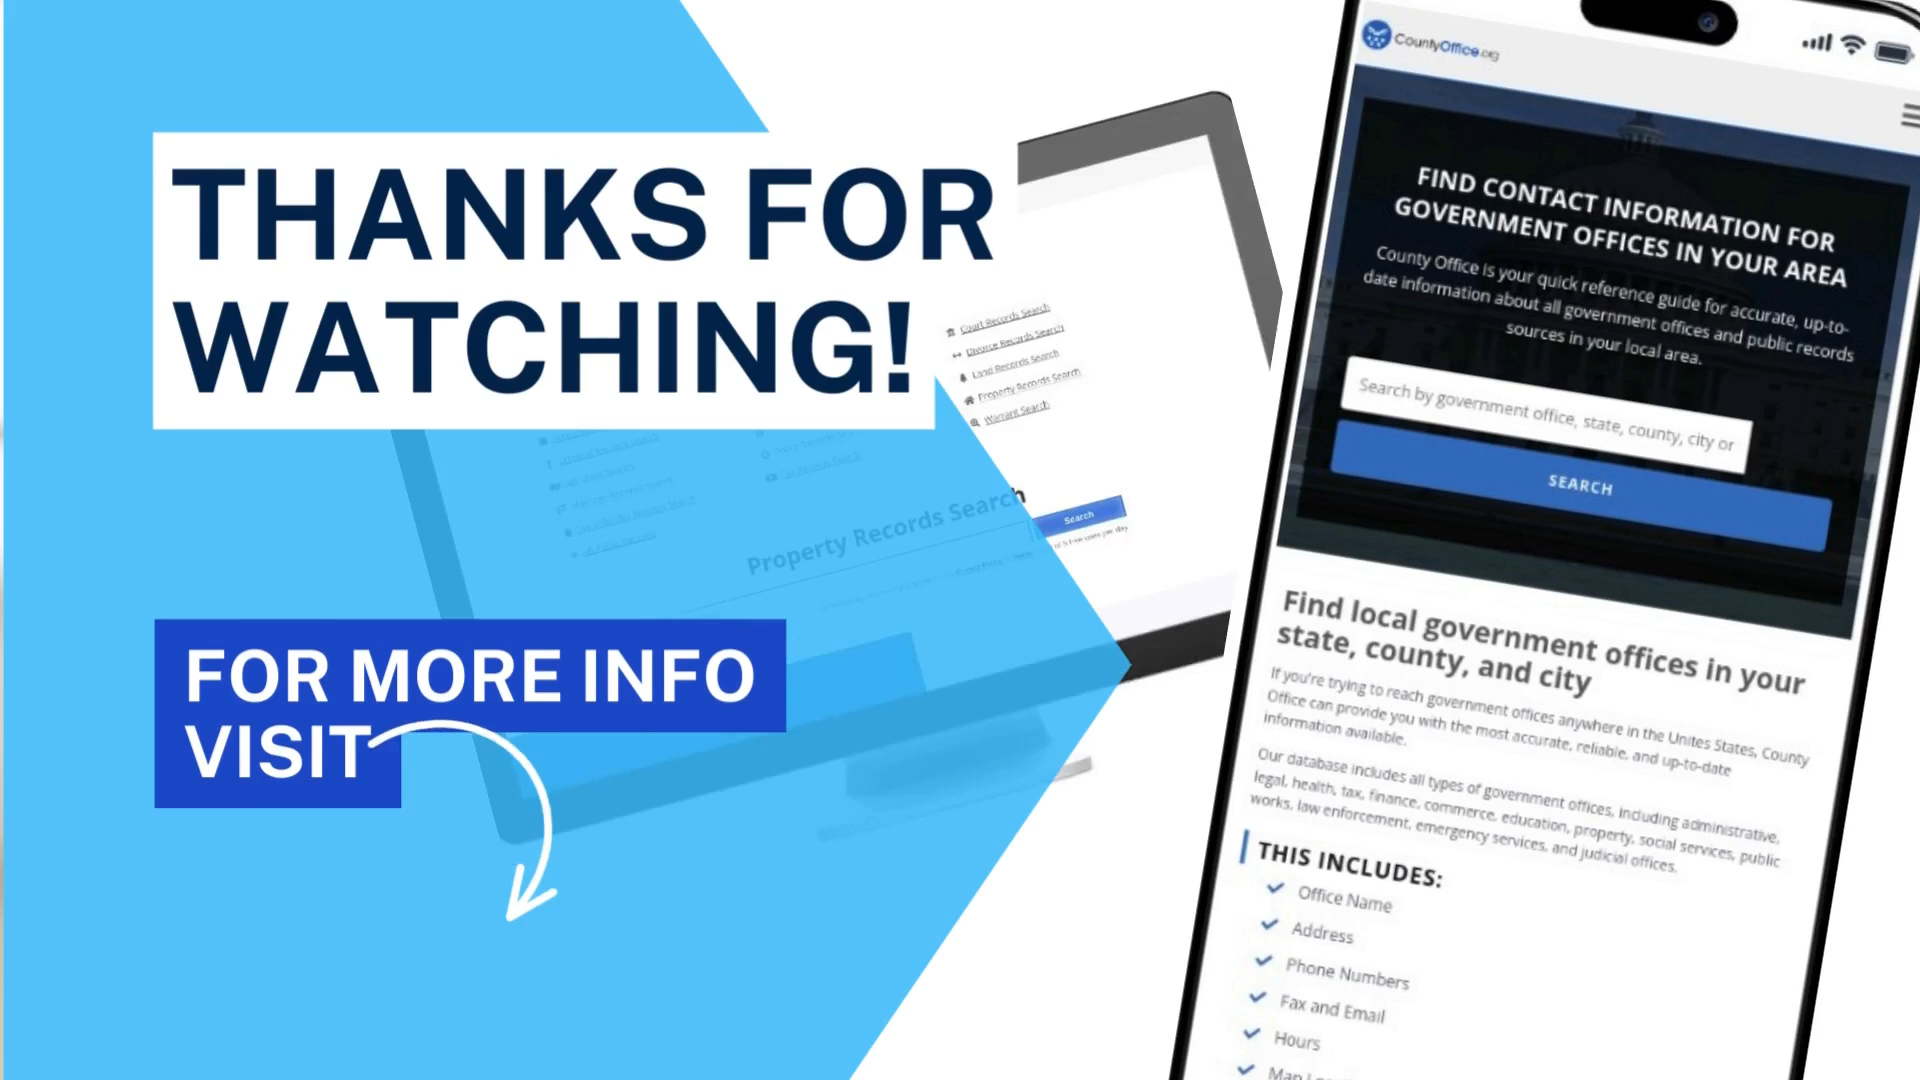 THANKS FOR
WATCHING!
FOR MORE INFO
VISIT
Court Records Search
Divorce Records Search
Land Records Search
Property Records Search
Warrant Search
Property Records Search
Search
CountyOffice.org
FIND CONTACT INFORMATION FOR
GOVERNMENT OFFICES IN YOUR AREA
County Office is your quick reference guide for accurate, up-to-
date information about all government offices and public records
sources in your local area.
Search by government office, state, county, city or
SEARCH
Find local government offices in your
state, county, and city
If you're trying to reach government offices anywhere in the Unites States, County
Office can provide you with the most accurate, reliable, and up-to-date
information available.
Our database includes all types of government offices, including administrative,
legal, health, tax, finance, commerce, education, property, social services, public
works, law enforcement, emergency services, and judicial offices.
THIS INCLUDES:
Office Name
Address
Phone Numbers
Fax and Email
Hours